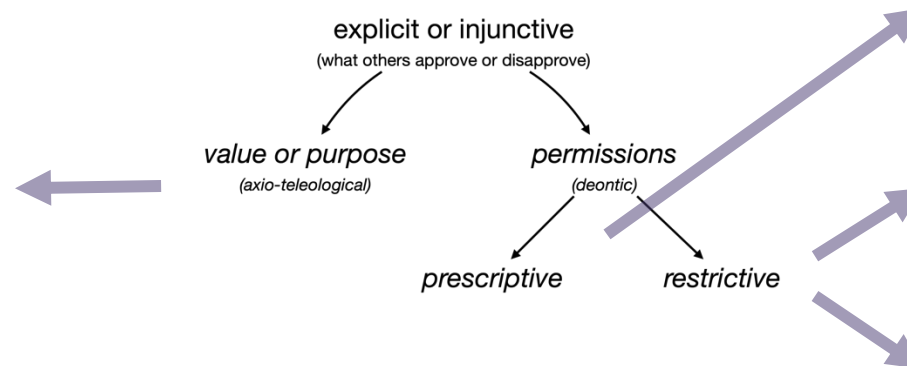 explicit or injunctive
(what others approve or disapprove)
value or purpose
(axio-teleological)
permissions
(deontic)
prescriptive
restrictive